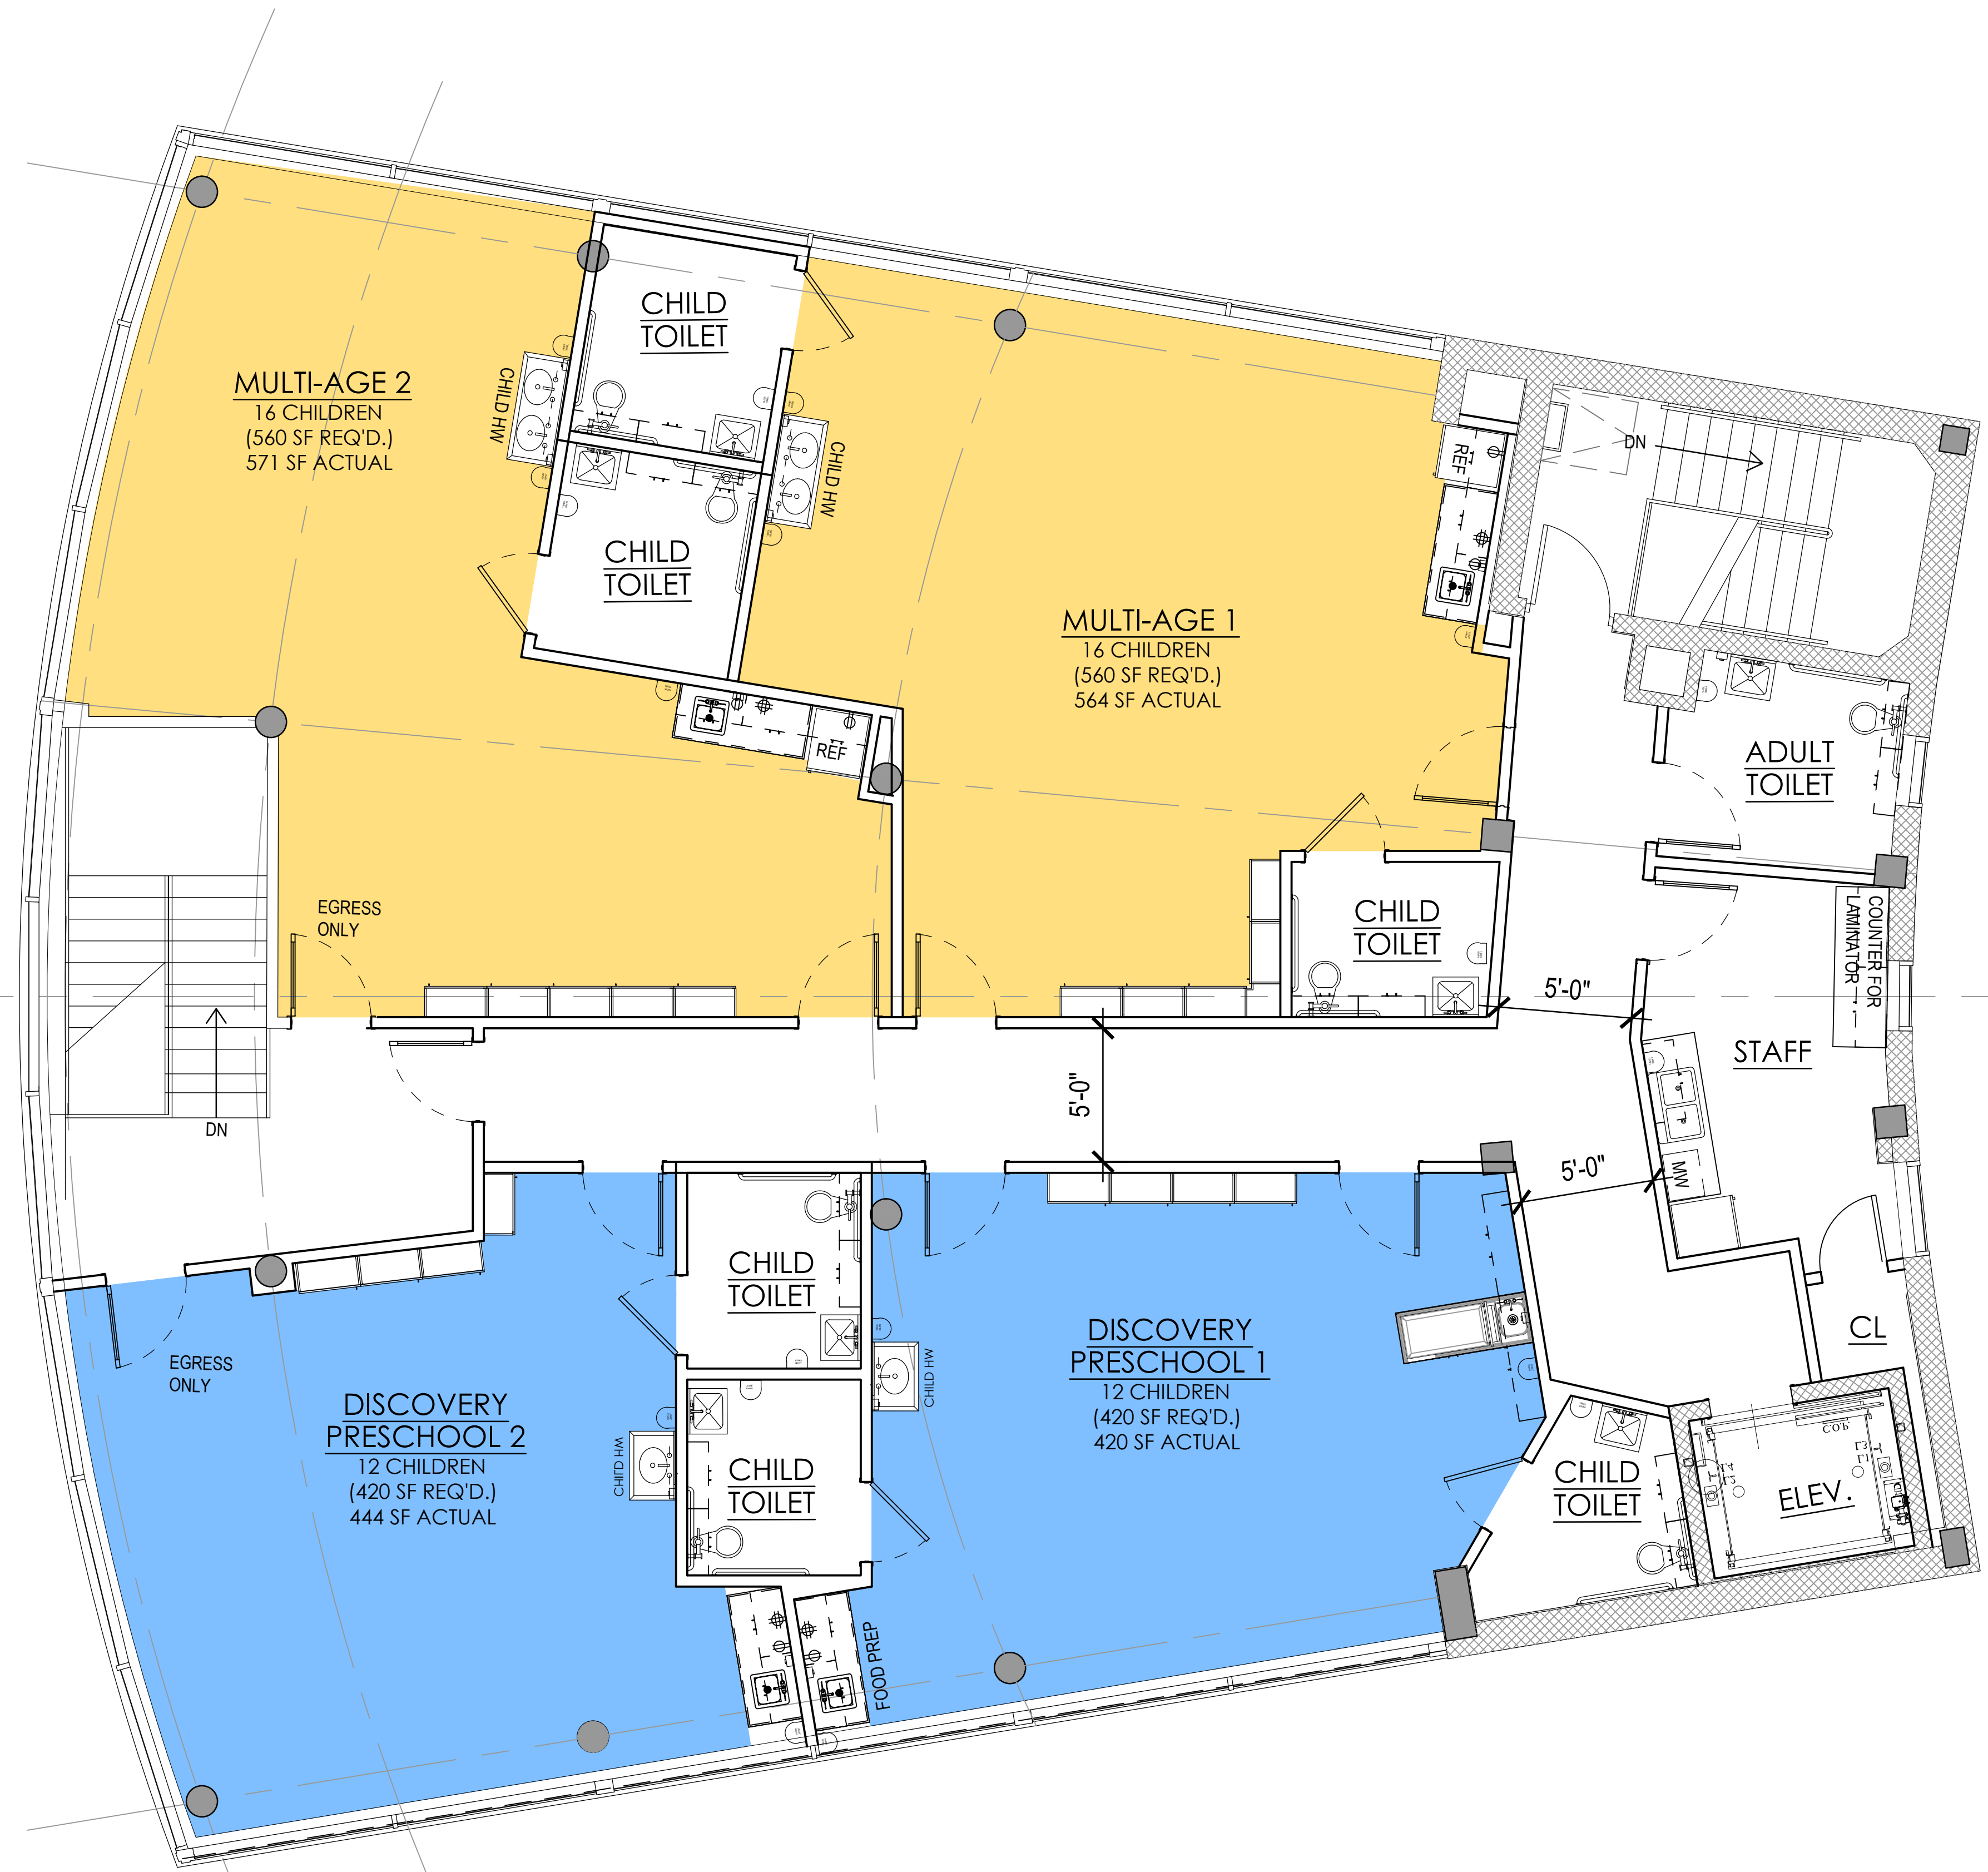 CHILD
TOILET
MULTI-AGE 2
16 CHILDREN
(560 SF REQ'D.)
571 SF ACTUAL
CHILD HW
CHILD HW
REF
DN
CHILD
TOILET
MULTI-AGE 1
16 CHILDREN
(560 SF REQ'D.)
564 SF ACTUAL
REF
ADULT
TOILET
EGRESS
ONLY
CHILD
TOILET
COUNTER FOR
LAMINATOR
5'-0"
STAFF
5'-0"
DN
5'-0"
MW
CHILD
TOILET
EGRESS
ONLY
DISCOVERY
PRESCHOOL 1
12 CHILDREN
(420 SF REQ'D.)
420 SF ACTUAL
CL
CHILD HW
DISCOVERY
PRESCHOOL 2
12 CHILDREN
(420 SF REQ'D.)
444 SF ACTUAL
CHILD HW
CHILD
TOILET
CHILD
TOILET
C.O.P.
L3
L1
L4
L2
ELEV.
FOOD PREP